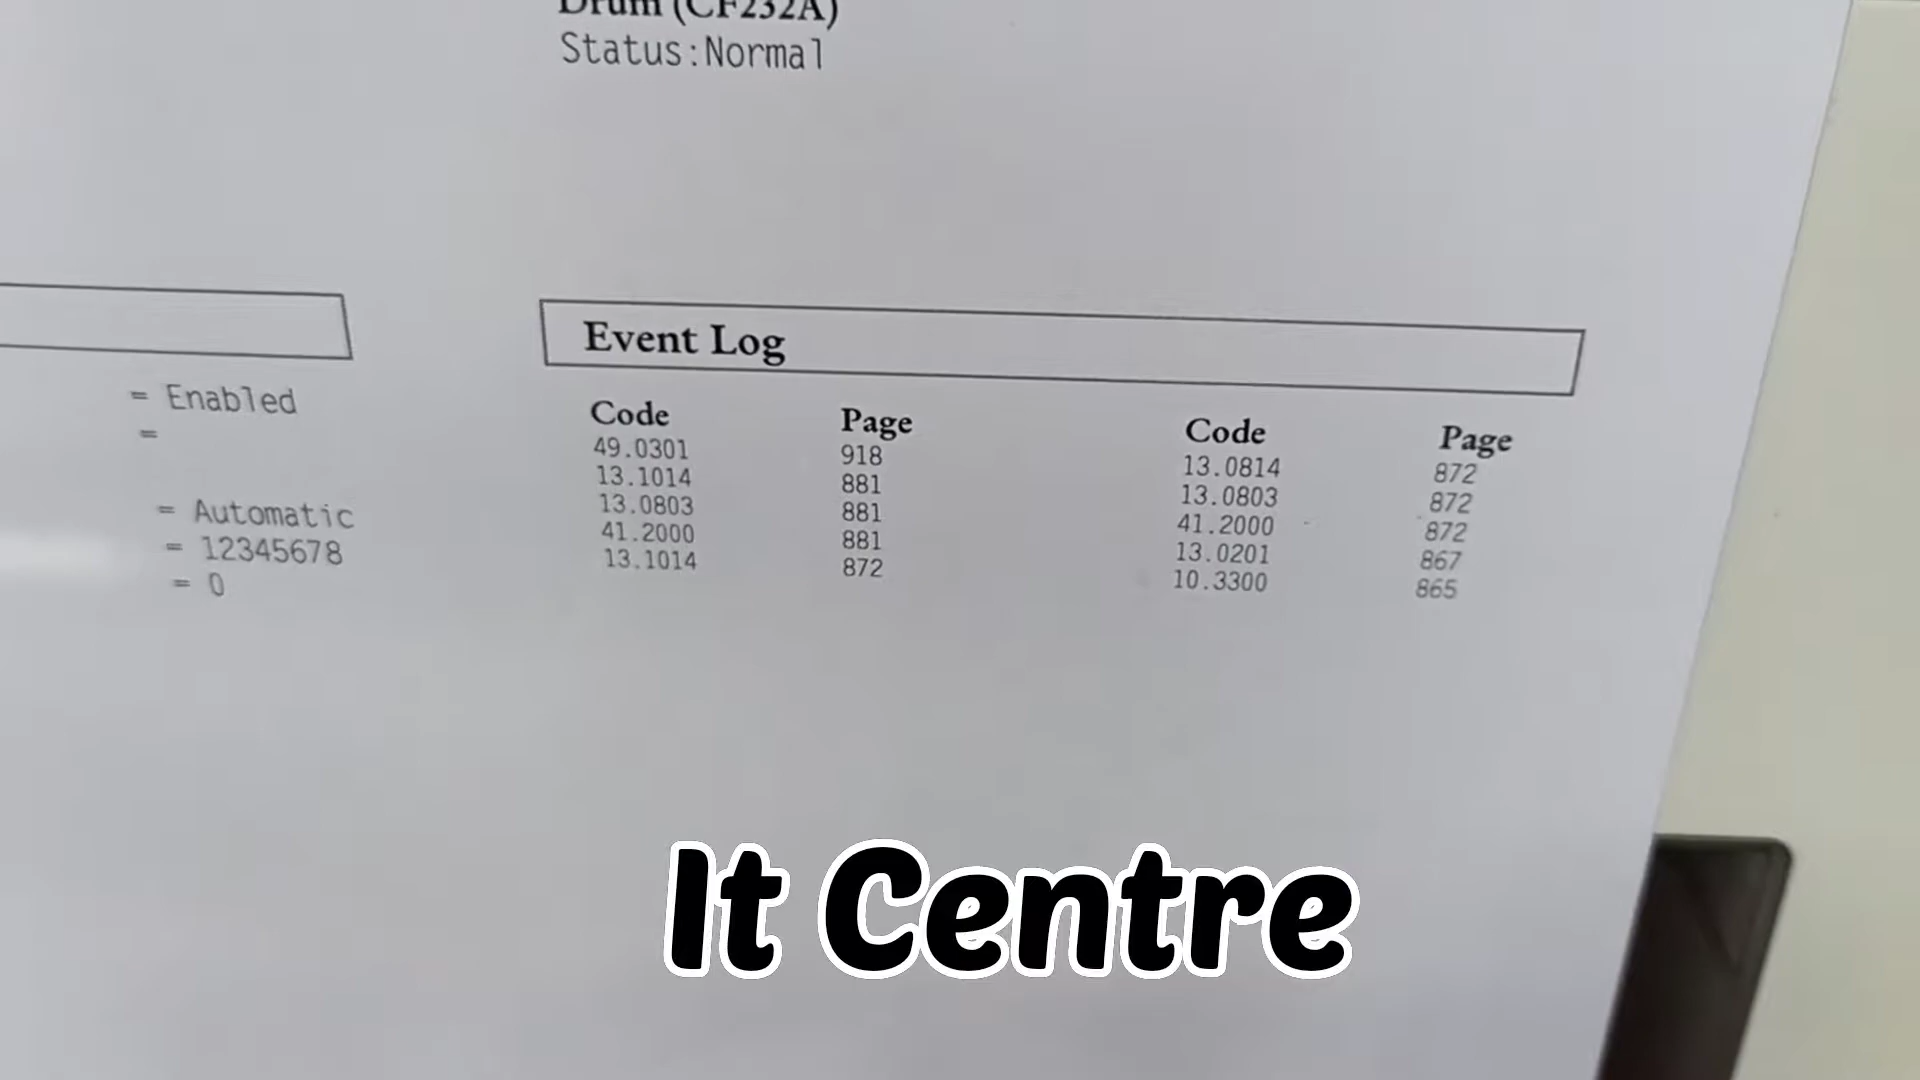 Drum (CF232A)
Status:Normal
= Enabled
=
= Automatic
= 12345678
= 0
Event Log
Code Page Code Page
49.0301 918 13.0814 872
13.1014 881 13.0803 872
13.0803 881 41.2000 872
41.2000 881 13.0201 867
13.1014 872 10.3300 865
It Centre